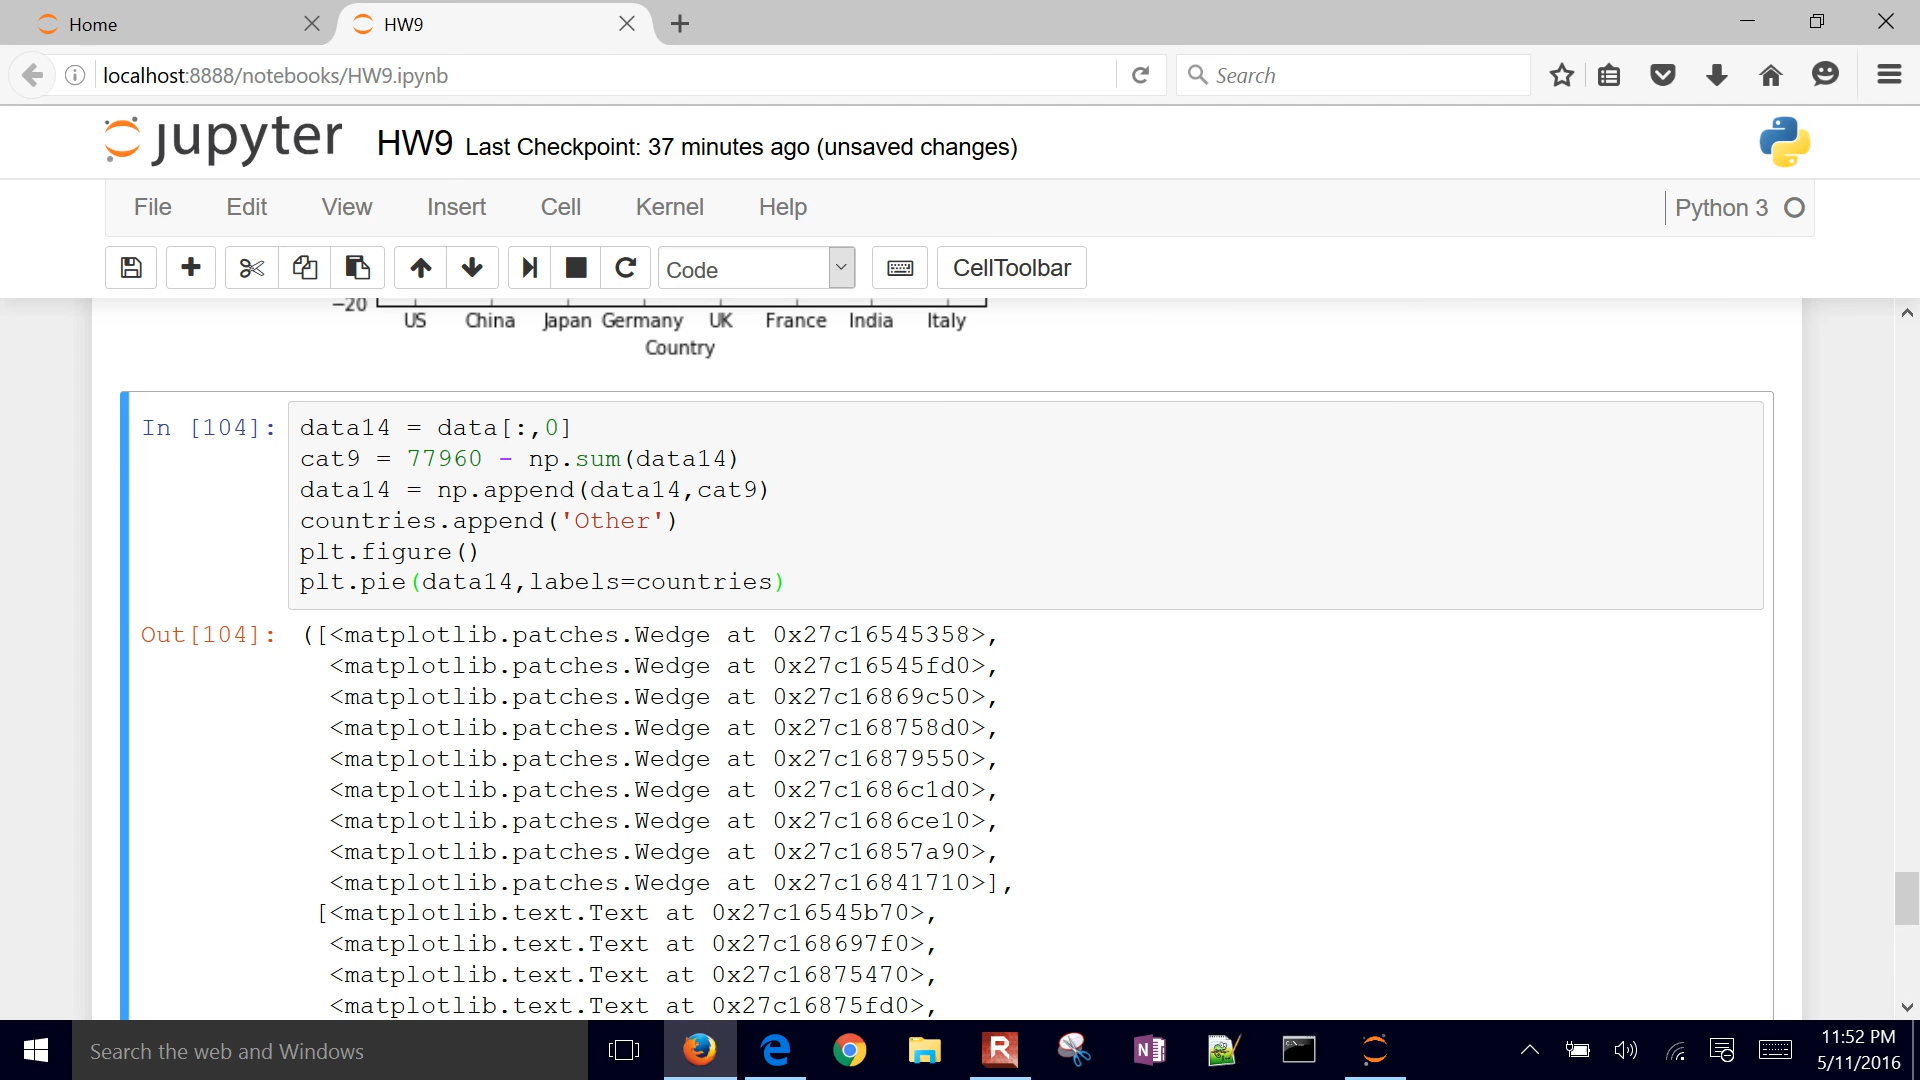 Home
HW9
localhost:8888/notebooks/HW9.ipynb
Search
jupyter HW9 Last Checkpoint: 37 minutes ago (unsaved changes)
File Edit View Insert Cell Kernel Help
Python 3
Code
CellToolbar
−20
US China Japan Germany UK France India Italy
Country
In [104]:
data14 = data[:,0]
cat9 = 77960 - np.sum(data14)
data14 = np.append(data14,cat9)
countries.append('Other')
plt.figure()
plt.pie(data14,labels=countries)
Out[104]: ([<matplotlib.patches.Wedge at 0x27c16545358>,
<matplotlib.patches.Wedge at 0x27c16545fd0>,
<matplotlib.patches.Wedge at 0x27c16869c50>,
<matplotlib.patches.Wedge at 0x27c168758d0>,
<matplotlib.patches.Wedge at 0x27c16879550>,
<matplotlib.patches.Wedge at 0x27c1686c1d0>,
<matplotlib.patches.Wedge at 0x27c1686ce10>,
<matplotlib.patches.Wedge at 0x27c16857a90>,
<matplotlib.patches.Wedge at 0x27c16841710>],
[<matplotlib.text.Text at 0x27c16545b70>,
<matplotlib.text.Text at 0x27c168697f0>,
<matplotlib.text.Text at 0x27c16875470>,
<matplotlib.text.Text at 0x27c16875fd0>,
Search the web and Windows
11:52 PM
5/11/2016